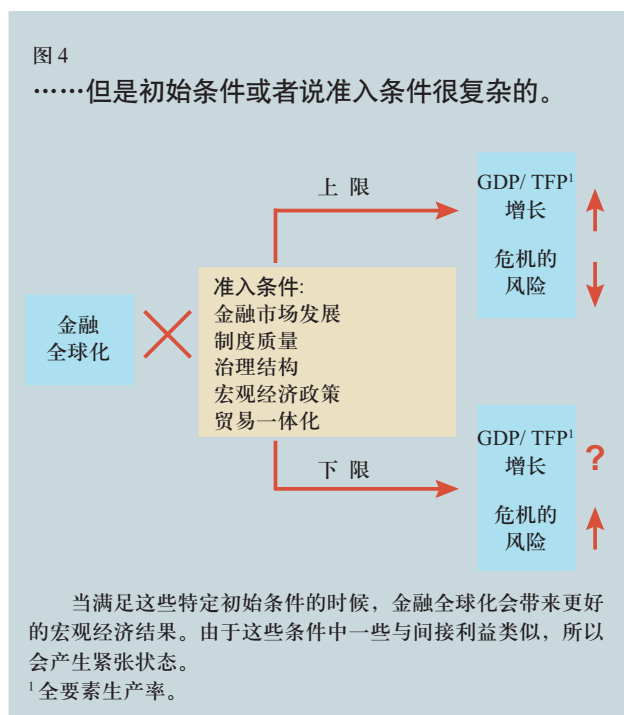 图 4
……但是初始条件或者说准入条件很复杂的。
上 限
GDP/ TFP¹
增长
危机的
风险
金融
全球化
准入条件:
金融市场发展
制度质量
治理结构
宏观经济政策
贸易一体化
下 限
GDP/ TFP¹
增长
?
危机的
风险
当满足这些特定初始条件的时候，金融全球化会带来更好
的宏观经济结果。由于这些条件中一些与间接利益类似，所以
会产生紧张状态。
¹ 全要素生产率。